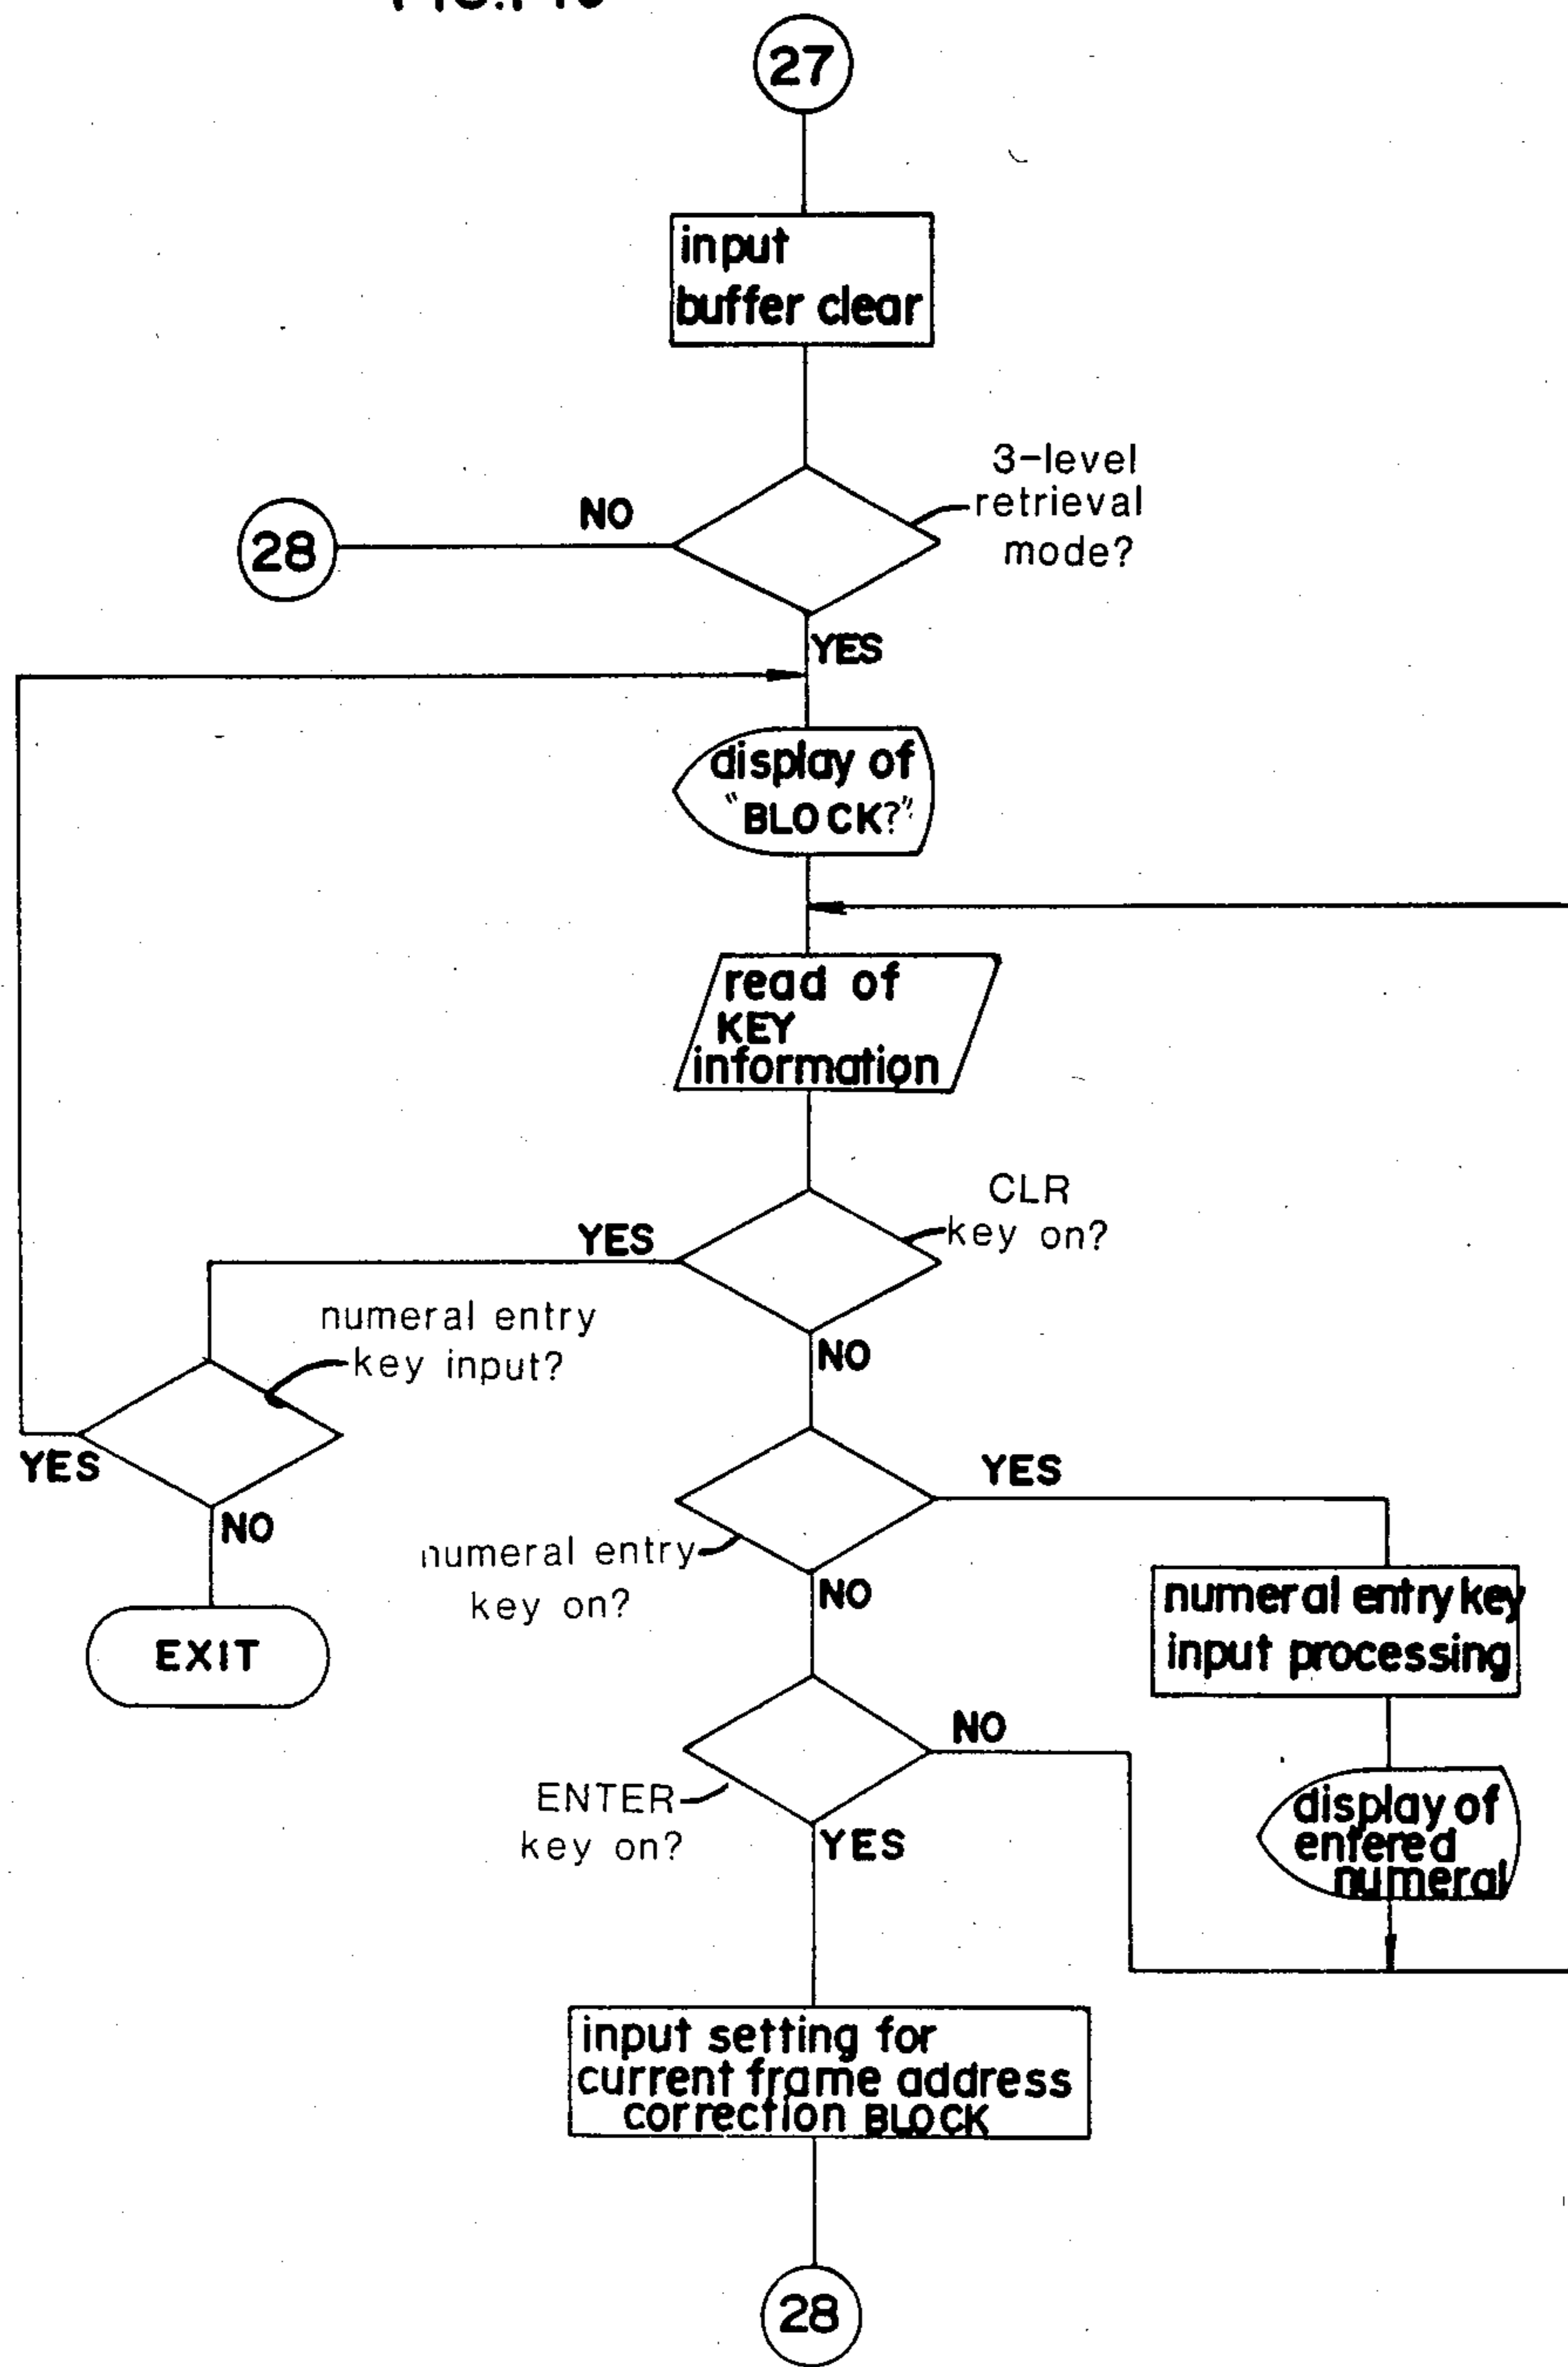 27
input
buffer clear
3-level
retrieval
mode?
NO
28
YES
display of
"BLOCK?"
read of
KEY
information
CLR
key on?
YES
numeral entry
key input?
NO
YES
YES
NO
numeral entry
key on?
NO
numeral entry key
input processing
EXIT
NO
ENTER
key on?
YES
display of
entered
numeral
input setting for
current frame address
correction BLOCK
28